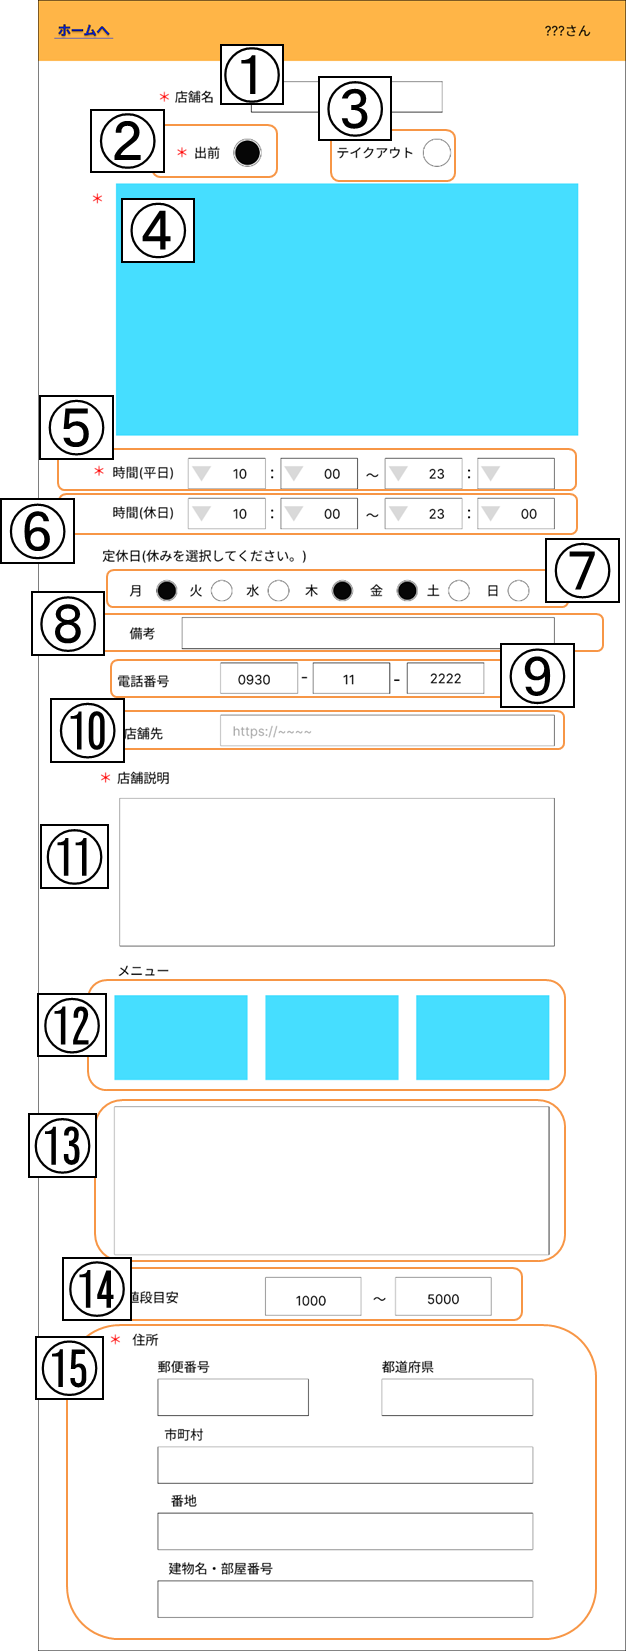 ホームへ ???さん
① * 店舗名
② * 出前 ③ テイクアウト
* ④
⑤ * 時間(平日) 10 : 00 ～ 23 :
⑥ 時間(休日) 10 : 00 ～ 23 : 00
定休日(休みを選択してください。)
⑦
月 火 水 木 金 土 日
⑧ 備考
⑨
電話番号 0930 - 11 - 2222
⑩ 店舗先 https://~~~~
* 店舗説明
⑪
メニュー
⑫
⑬
⑭ 値段目安 1000 ～ 5000
⑮ * 住所
郵便番号 都道府県
市町村
番地
建物名・部屋番号